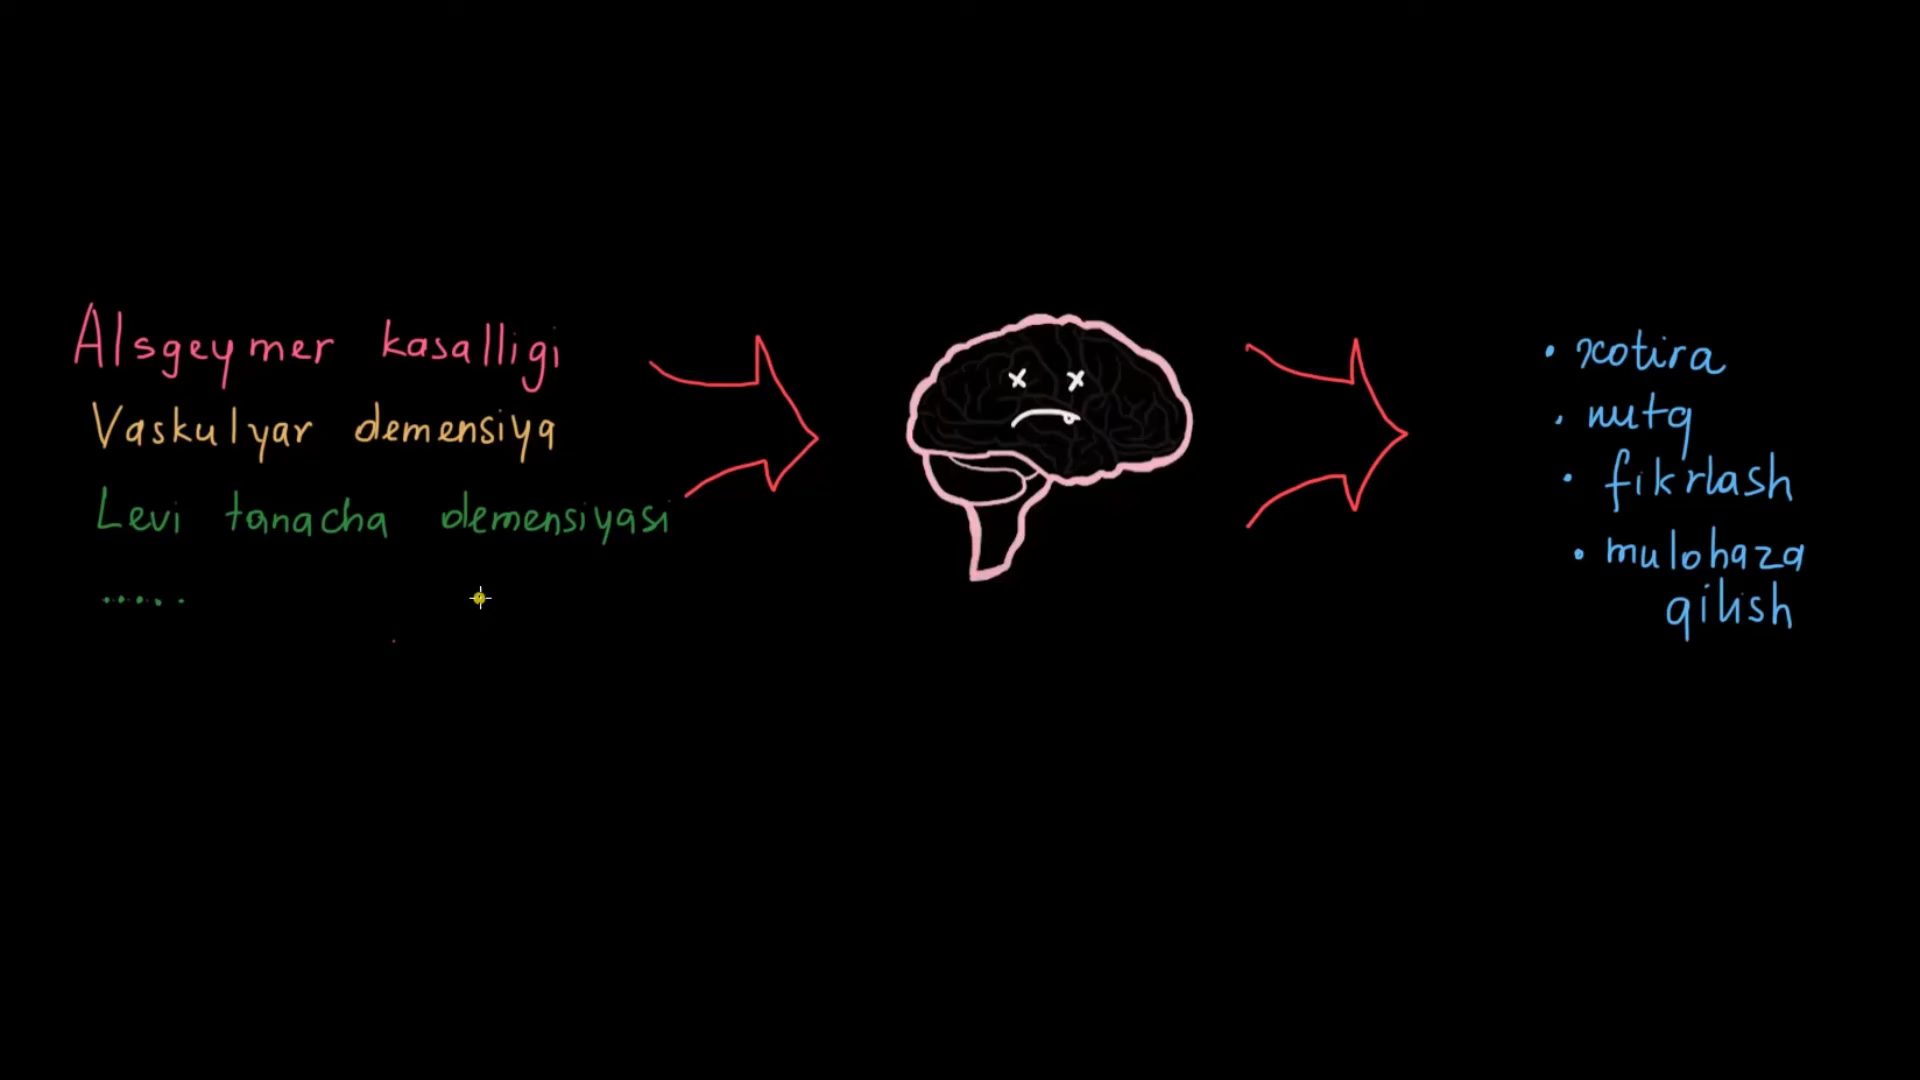 Alsgeymer kasalligi
Vaskulyar demensiya
Levi tanacha demensiyasi
.....
• xotira
• nutq
• fikrlash
• mulohaza
qilish